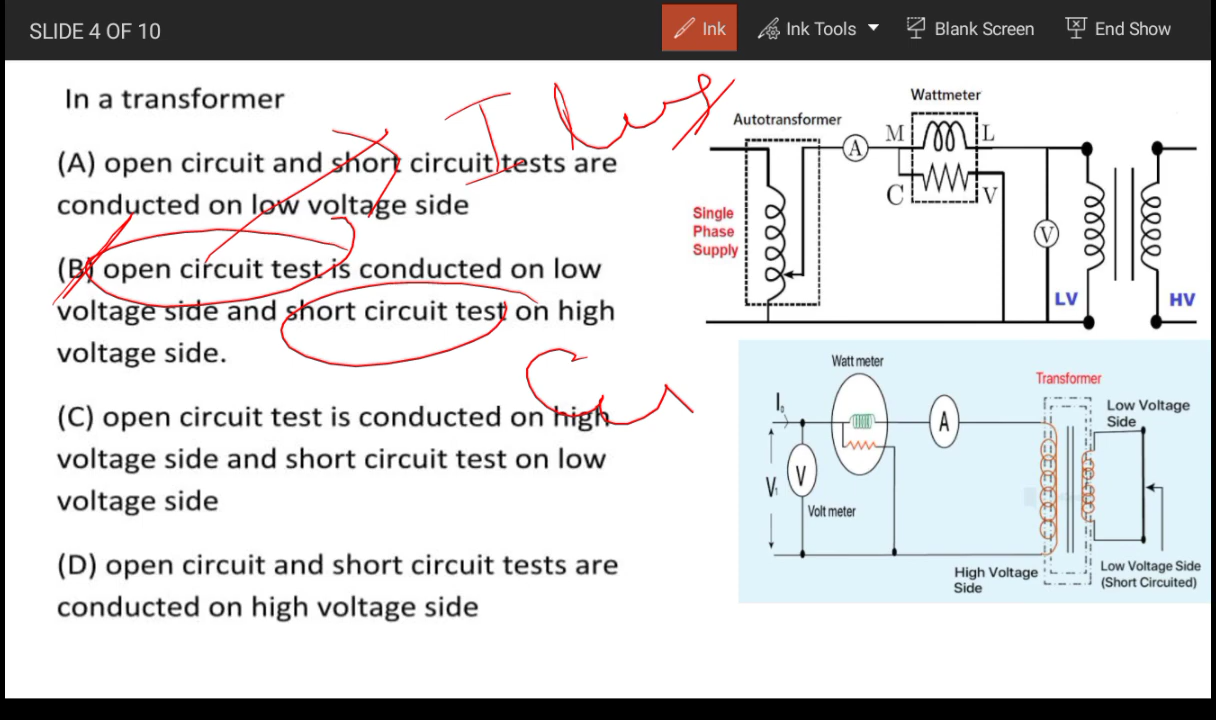 SLIDE 4 OF 10
Ink
Ink Tools
Blank Screen
End Show
In a transformer
(A) open circuit and short circuit tests are
conducted on low voltage side
(B) open circuit test is conducted on low
voltage side and short circuit test on high
voltage side.
(C) open circuit test is conducted on high
voltage side and short circuit test on low
voltage side
(D) open circuit and short circuit tests are
conducted on high voltage side
Wattmeter
Autotransformer
A
M
L
C
V
Single
Phase
Supply
V
LV
HV
Watt meter
Transformer
I₀
Low Voltage
Side
A
V
V₁
Volt meter
High Voltage
Side
Low Voltage Side
(Short Circuited)
Cu